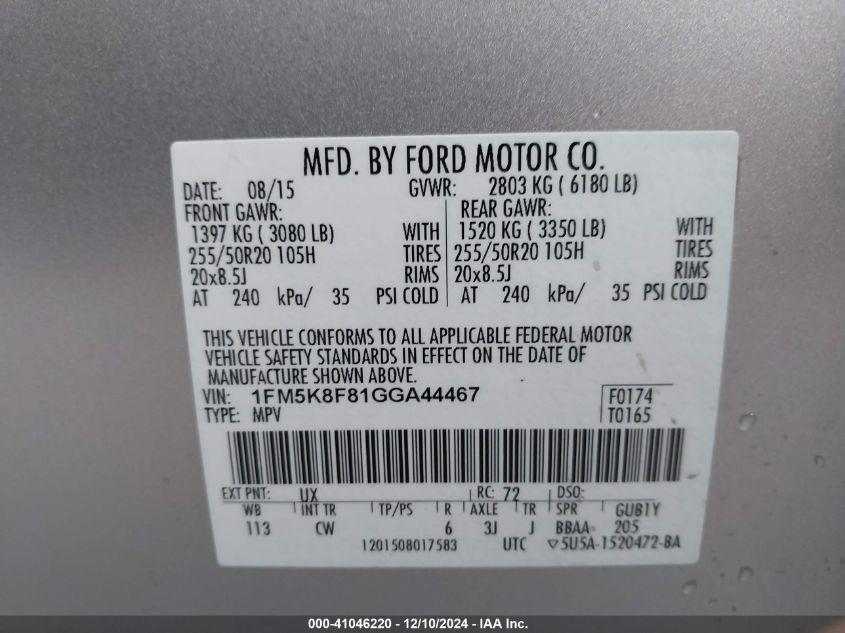 MFD. BY FORD MOTOR CO.
DATE: 08/15 GVWR: 2803 KG ( 6180 LB)
FRONT GAWR: REAR GAWR:
1397 KG ( 3080 LB) WITH 1520 KG ( 3350 LB) WITH
255/50R20 105H TIRES 255/50R20 105H TIRES
20x8.5J RIMS 20x8.5J RIMS
AT 240 kPa/ 35 PSI COLD AT 240 kPa/ 35 PSI COLD
THIS VEHICLE CONFORMS TO ALL APPLICABLE FEDERAL MOTOR
VEHICLE SAFETY STANDARDS IN EFFECT ON THE DATE OF
MANUFACTURE SHOWN ABOVE.
VIN: 1FM5K8F81GGA44467 F0174
TYPE: MPV T0165
EXT PNT: UX RC: 72 DSO:
WB INT TR TP/PS R AXLE TR SPR GUB1Y
113 CW 6 3J J BBAA 205
1201508017583 UTC ▽5U5A-1520472-BA
000-41046220 - 12/10/2024 - IAA Inc.